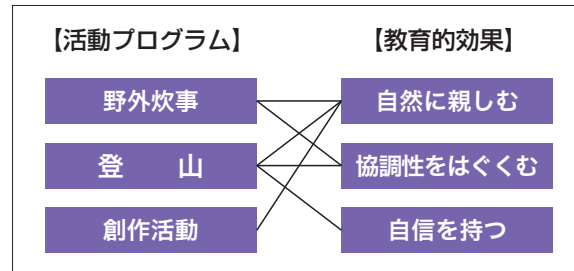 【活動プログラム】 【教育的効果】
野外炊事 自然に親しむ
登　山 協調性をはぐくむ
創作活動 自信を持つ